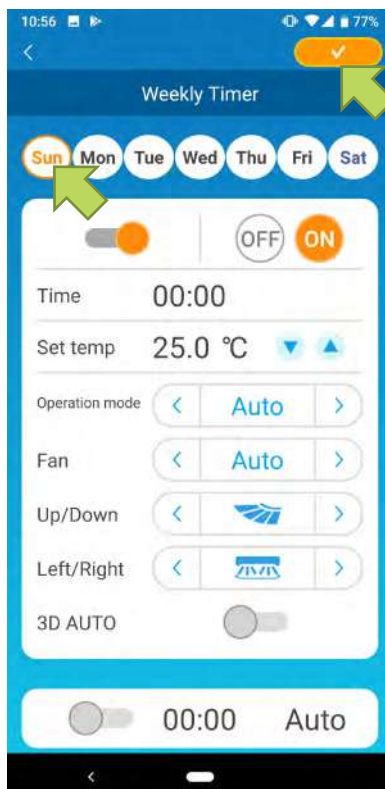 10:56 77%
Weekly Timer
Sun Mon Tue Wed Thu Fri Sat
OFF ON
Time 00:00
Set temp 25.0 ℃
Operation mode Auto
Fan Auto
Up/Down
Left/Right
3D AUTO
00:00 Auto